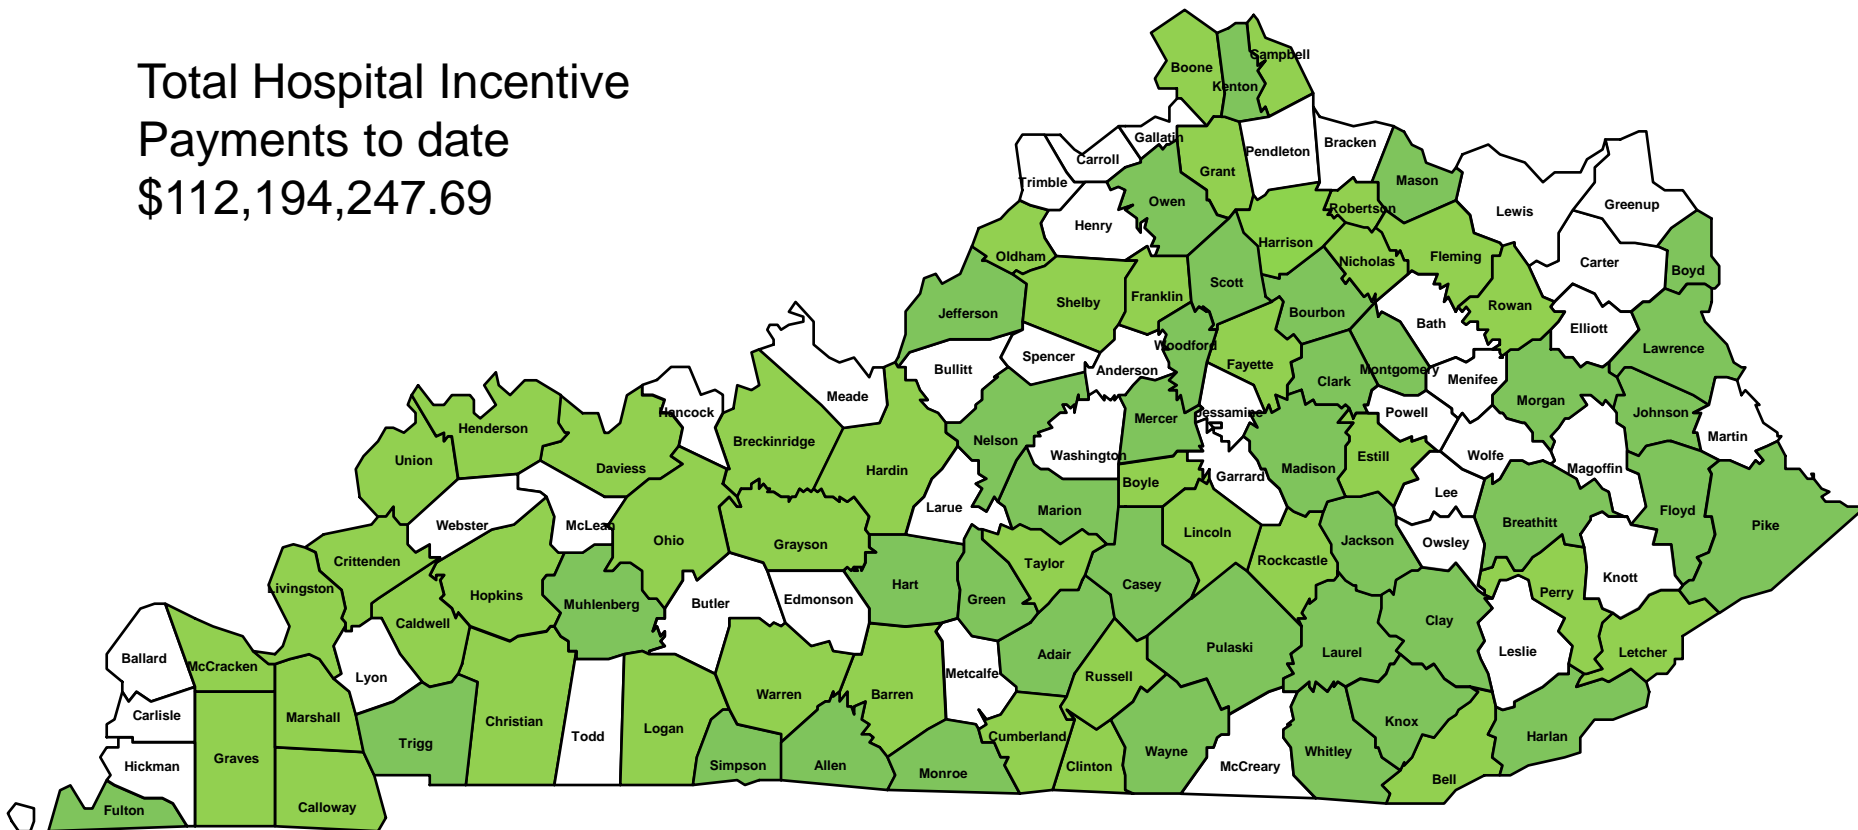 Total Hospital Incentive
Payments to date
$112,194,247.69
Boone
Campbell
Kenton
Gallatin
Carroll
Grant
Pendleton
Bracken
Trimble
Owen
Mason
Robertson
Lewis
Greenup
Henry
Harrison
Oldham
Nicholas
Fleming
Carter
Boyd
Scott
Jefferson
Shelby
Franklin
Bourbon
Bath
Rowan
Elliott
Woodford
Lawrence
Spencer
Bullitt
Anderson
Fayette
Clark
Montgomery
Menifee
Meade
Hancock
Morgan
Johnson
Martin
Henderson
Breckinridge
Nelson
Mercer
Jessamine
Powell
Union
Daviess
Hardin
Washington
Boyle
Garrard
Madison
Estill
Wolfe
Magoffin
Lee
Webster
McLean
Larue
Marion
Floyd
Pike
Breathitt
Ohio
Grayson
Lincoln
Jackson
Owsley
Crittenden
Taylor
Rockcastle
Knott
Livingston
Hopkins
Muhlenberg
Butler
Edmonson
Hart
Green
Casey
Perry
Caldwell
Clay
Ballard
McCracken
Lyon
Adair
Pulaski
Laurel
Leslie
Letcher
Metcalfe
Russell
Warren
Barren
Carlisle
Marshall
Christian
Todd
Logan
Knox
Trigg
Graves
Hickman
Simpson
Allen
Monroe
Cumberland
Clinton
Wayne
McCreary
Whitley
Bell
Harlan
Fulton
Calloway